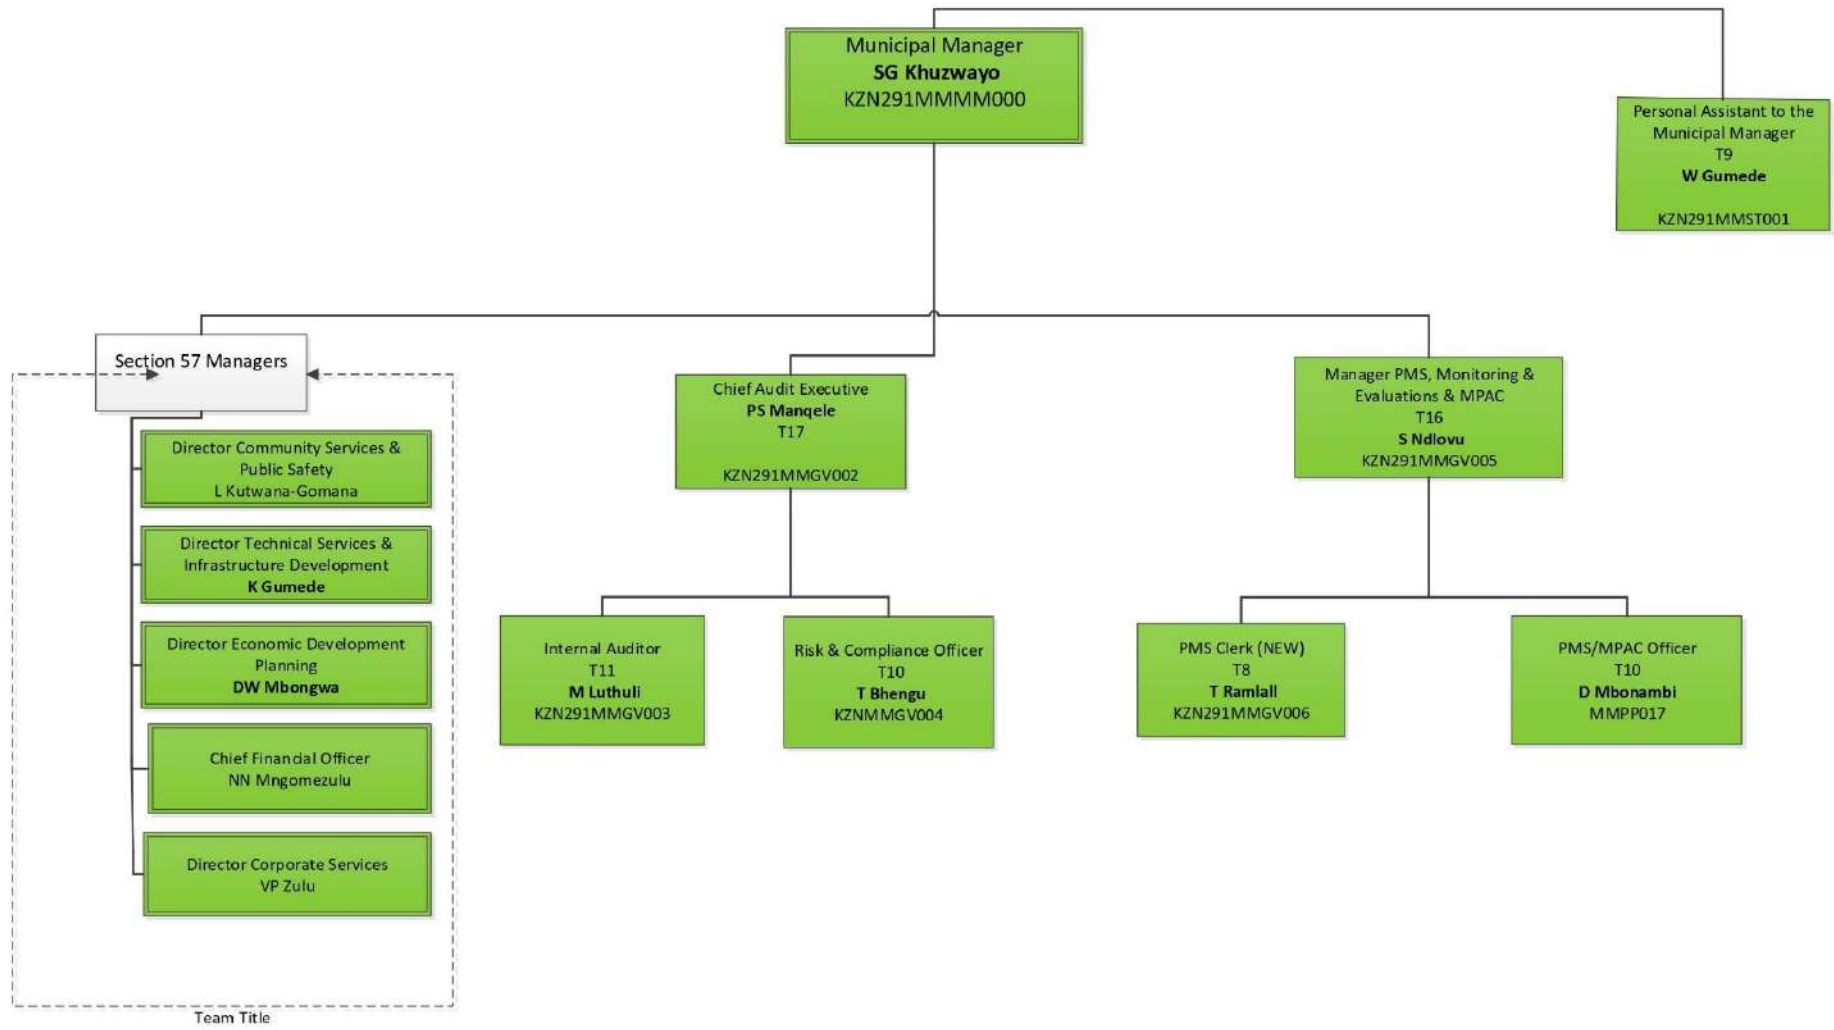 Municipal Manager
SG Khuzwayo
KZN291MMMM000
Personal Assistant to the
Municipal Manager
T9
W Gumede
KZN291MMST001
Section 57 Managers
Director Community Services &
Public Safety
L Kutwana-Gomana
Director Technical Services &
Infrastructure Development
K Gumede
Director Economic Development
Planning
DW Mbongwa
Chief Financial Officer
NN Mngomezulu
Director Corporate Services
VP Zulu
Team Title
Chief Audit Executive
PS Manqele
T17
KZN291MMGV002
Internal Auditor
T11
M Luthuli
KZN291MMGV003
Risk & Compliance Officer
T10
T Bhengu
KZNMMGV004
Manager PMS, Monitoring &
Evaluations & MPAC
T16
S Ndlovu
KZN291MMGV005
PMS Clerk (NEW)
T8
T Ramlall
KZN291MMGV006
PMS/MPAC Officer
T10
D Mbonambi
MMPP017